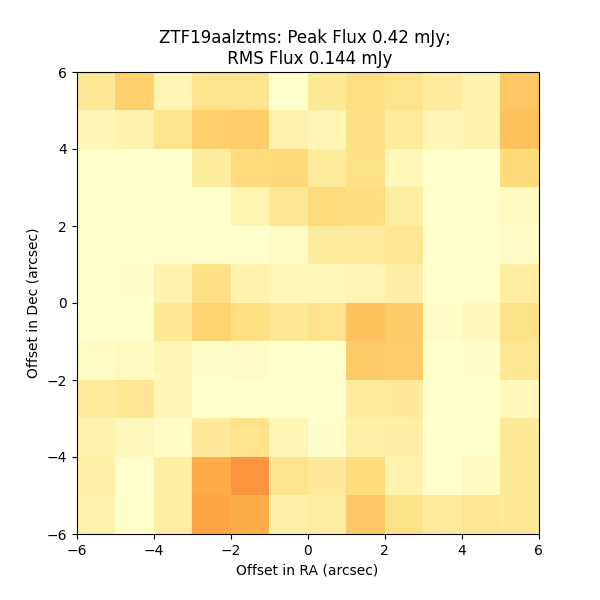 ZTF19aalztms: Peak Flux 0.42 mJy;
RMS Flux 0.144 mJy
6
4
2
0
−2
−4
−6
Offset in Dec (arcsec)
−6 −4 −2 0 2 4 6
Offset in RA (arcsec)